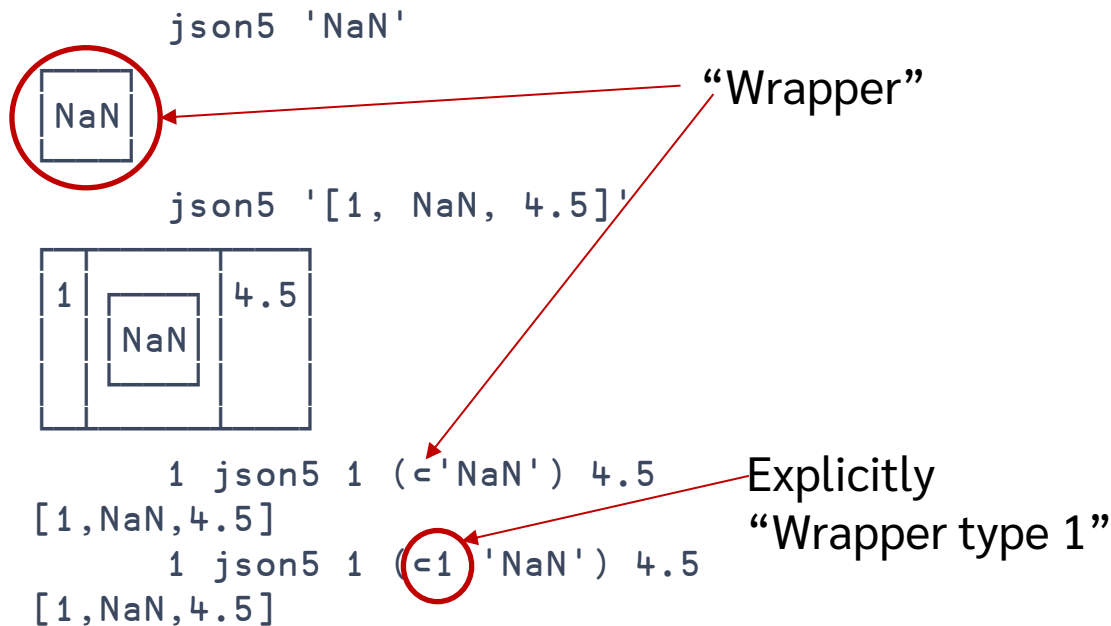 json5 'NaN'
NaN
“Wrapper”
json5 '[1, NaN, 4.5]'
1 NaN 4.5
1 json5 1 (⊂'NaN') 4.5
[1,NaN,4.5]
1 json5 1 (⊂1 'NaN') 4.5
[1,NaN,4.5]
Explicitly
“Wrapper type 1”